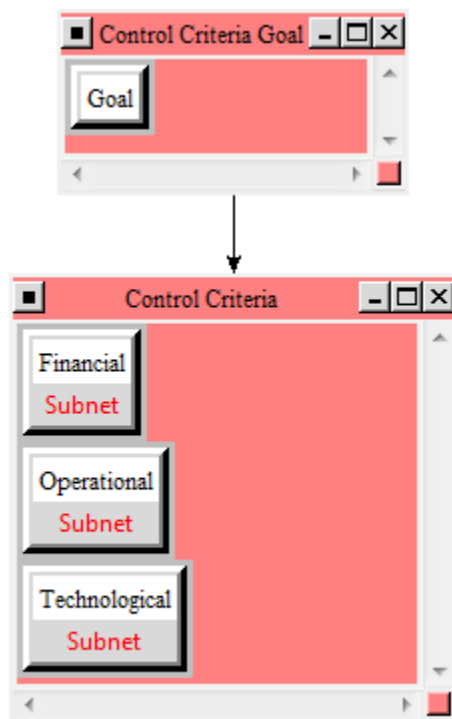 Control Criteria Goal
Goal
Control Criteria
Financial
Subnet
Operational
Subnet
Technological
Subnet